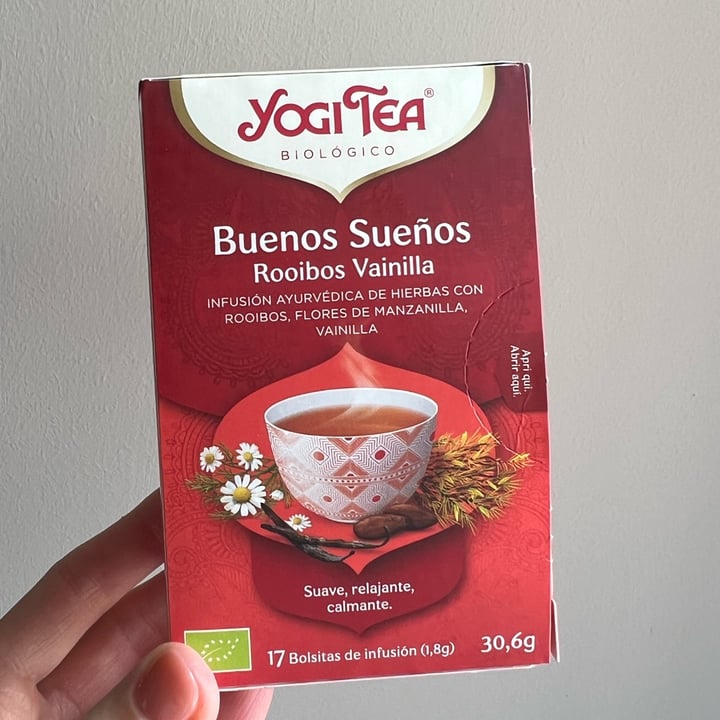 YOGI TEA®
BIOLÓGICO
Buenos Sueños
Rooibos Vainilla
INFUSIÓN AYURVÉDICA DE HIERBAS CON
ROOIBOS, FLORES DE MANZANILLA,
VAINILLA
Apri qui.
Abrir aquí.
Suave, relajante,
calmante.
17 Bolsitas de infusión (1,8g)
30,6g